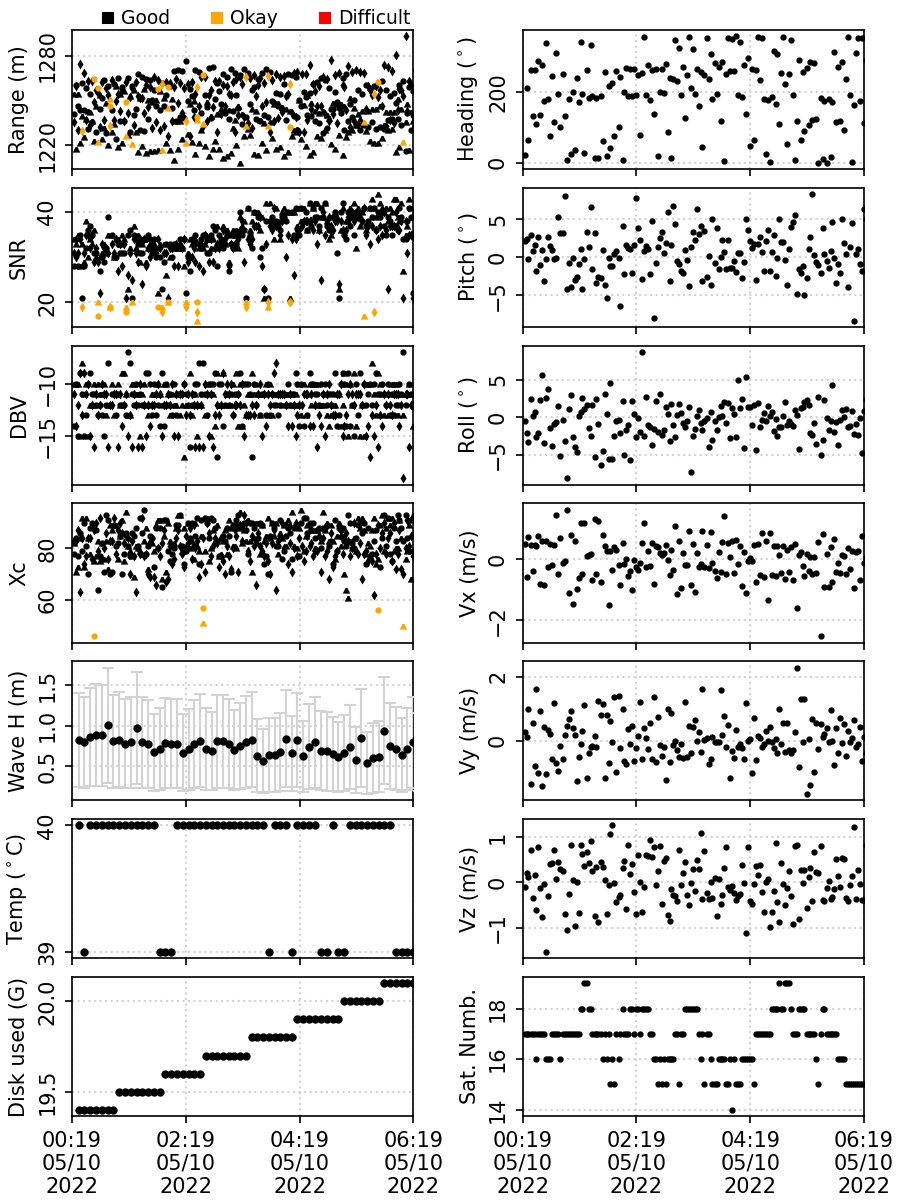 Good Okay Difficult
Range (m)
1280
1220
Heading (°)
200
0
SNR
40
20
Pitch (°)
5
0
−5
DBV
−10
−15
Roll (°)
5
0
−5
Xc
80
60
Vx (m/s)
0
−2
Wave H (m)
1.5
1.0
0.5
Vy (m/s)
2
0
Temp (°C)
40
39
Vz (m/s)
1
0
−1
Disk used (G)
20.0
19.5
Sat. Numb.
18
16
14
00:19 02:19 04:19 06:19 00:19 02:19 04:19 06:19
05/10 05/10 05/10 05/10 05/10 05/10 05/10 05/10
2022 2022 2022 2022 2022 2022 2022 2022